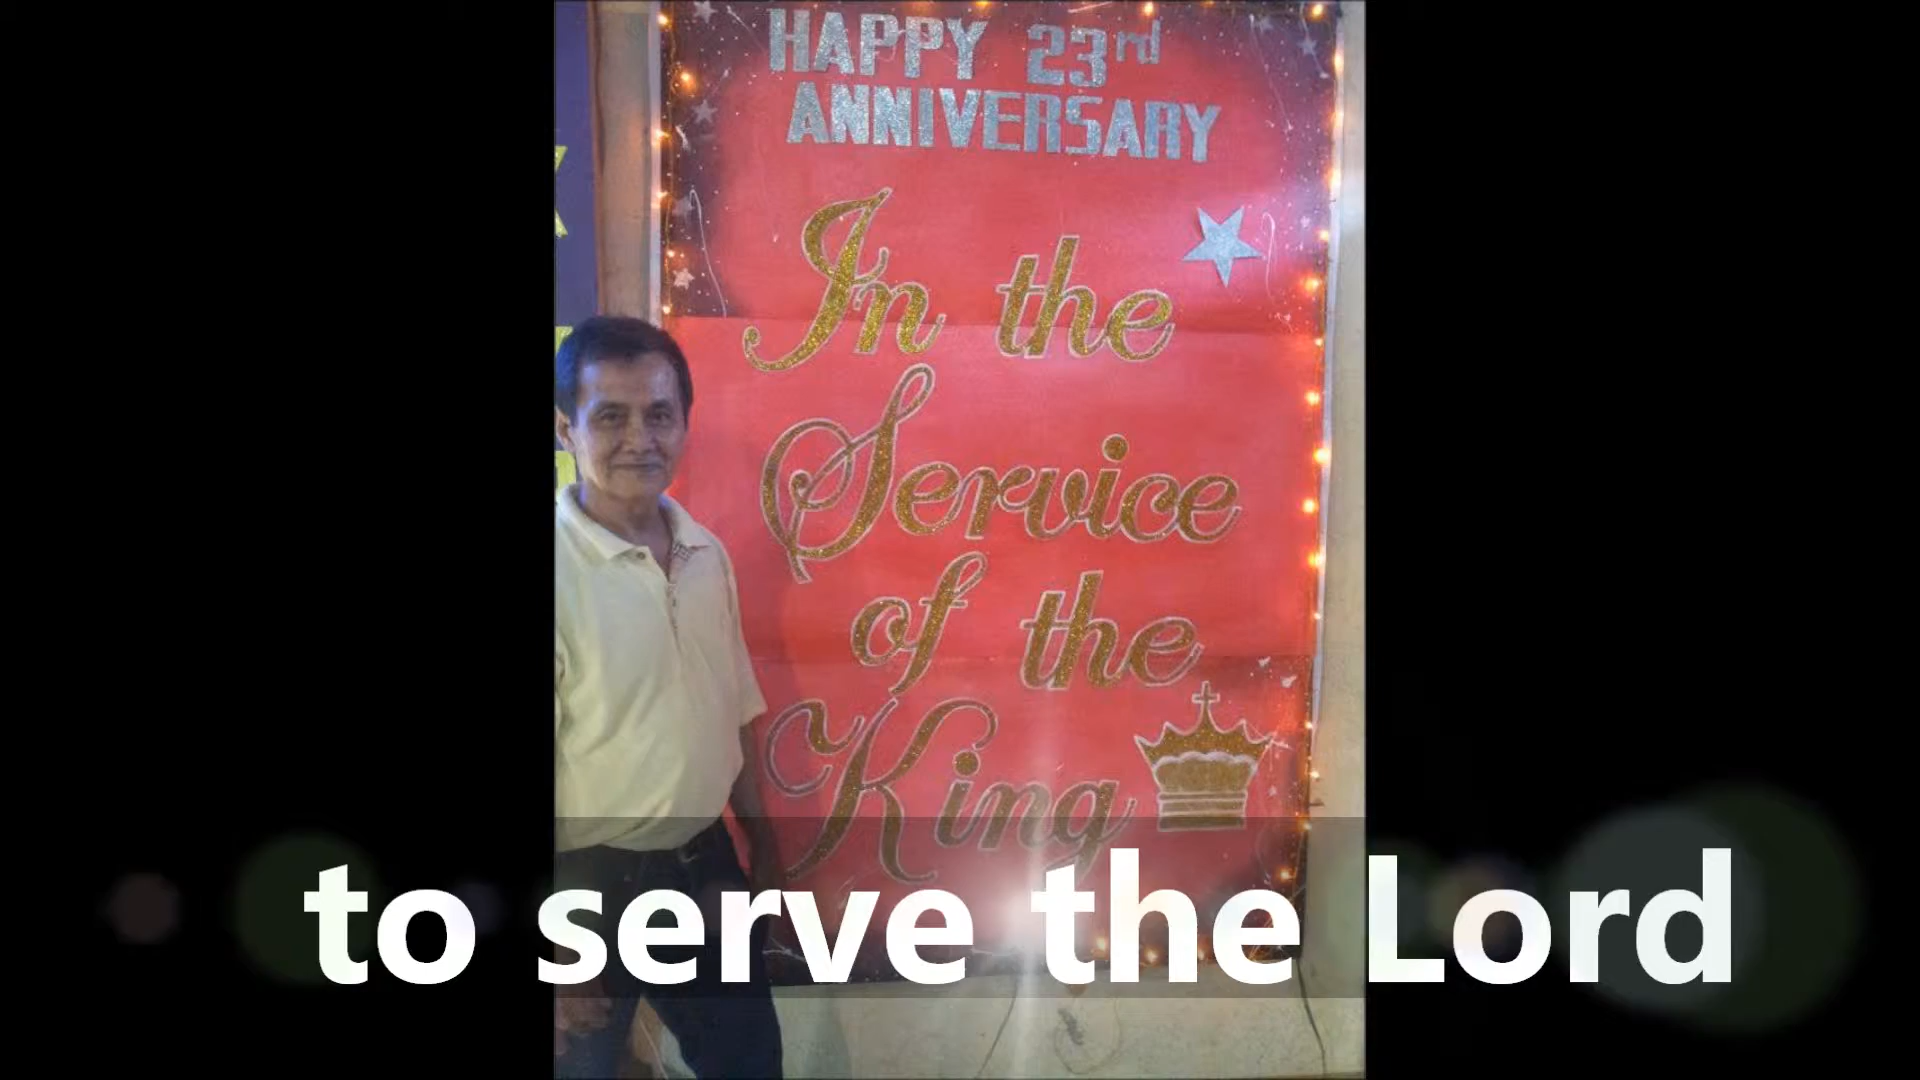 HAPPY 23rd
ANNIVERSARY
In the
Service
of the
King
to serve the Lord